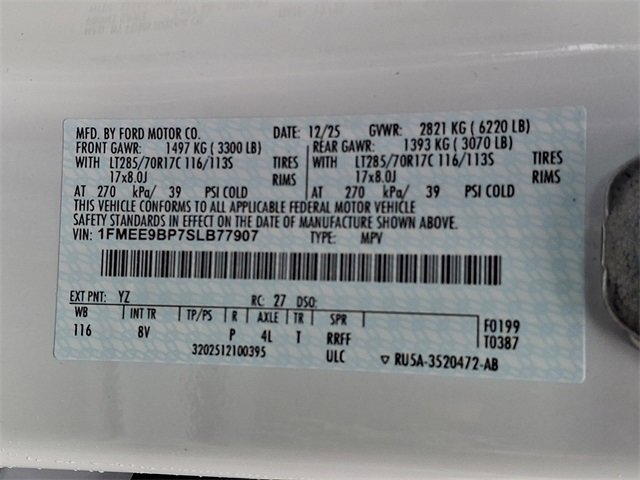 MFD. BY FORD MOTOR CO. DATE: 12/25 GVWR: 2821 KG ( 6220 LB)
FRONT GAWR: 1497 KG ( 3300 LB) REAR GAWR: 1393 KG ( 3070 LB)
WITH LT285/70R17C 116/113S TIRES WITH LT285/70R17C 116/113S TIRES
17x8.0J RIMS 17x8.0J RIMS
AT 270 kPa/ 39 PSI COLD AT 270 kPa/ 39 PSI COLD
THIS VEHICLE CONFORMS TO ALL APPLICABLE FEDERAL MOTOR VEHICLE
SAFETY STANDARDS IN EFFECT ON THE DATE OF MANUFACTURE SHOWN ABOVE.
VIN: 1FMEE9BP7SLB77907 TYPE: MPV
EXT PNT: YZ RC: 27 DSO:
WB INT TR TP/PS R AXLE TR SPR F0199
116 8V P 4L T RRFF T0387
3202512100395 ULC ▽ RU5A-3520472-AB